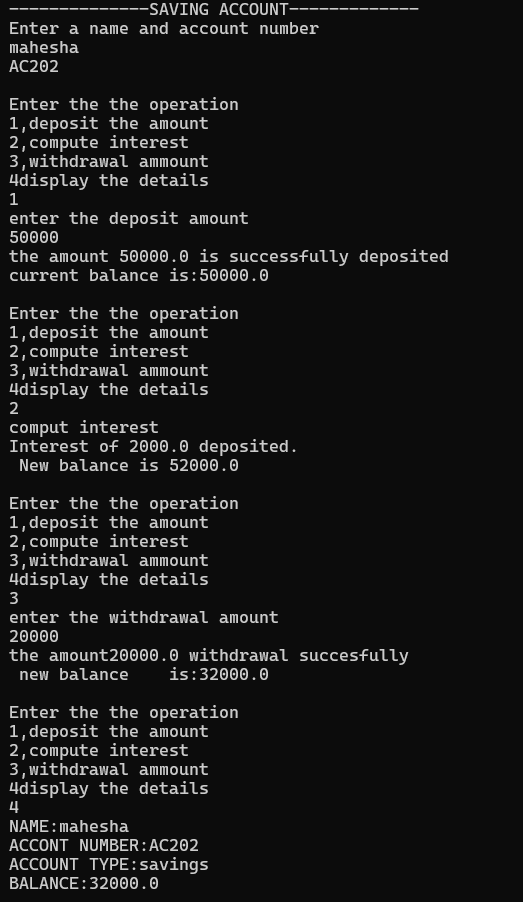 --------------SAVING ACCOUNT-------------
Enter a name and account number
mahesha
AC202
Enter the the operation
1,deposit the amount
2,compute interest
3,withdrawal ammount
4display the details
1
enter the deposit amount
50000
the amount 50000.0 is successfully deposited
current balance is:50000.0
Enter the the operation
1,deposit the amount
2,compute interest
3,withdrawal ammount
4display the details
2
comput interest
Interest of 2000.0 deposited.
 New balance is 52000.0
Enter the the operation
1,deposit the amount
2,compute interest
3,withdrawal ammount
4display the details
3
enter the withdrawal amount
20000
the amount20000.0 withdrawal succesfully
 new balance    is:32000.0
Enter the the operation
1,deposit the amount
2,compute interest
3,withdrawal ammount
4display the details
4
NAME:mahesha
ACCONT NUMBER:AC202
ACCOUNT TYPE:savings
BALANCE:32000.0